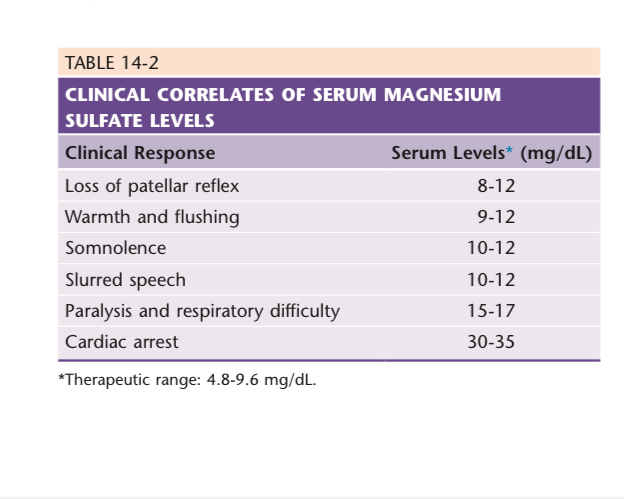 TABLE 14-2
CLINICAL CORRELATES OF SERUM MAGNESIUM
SULFATE LEVELS
Clinical Response Serum Levels* (mg/dL)
Loss of patellar reflex 8-12
Warmth and flushing 9-12
Somnolence 10-12
Slurred speech 10-12
Paralysis and respiratory difficulty 15-17
Cardiac arrest 30-35
*Therapeutic range: 4.8-9.6 mg/dL.